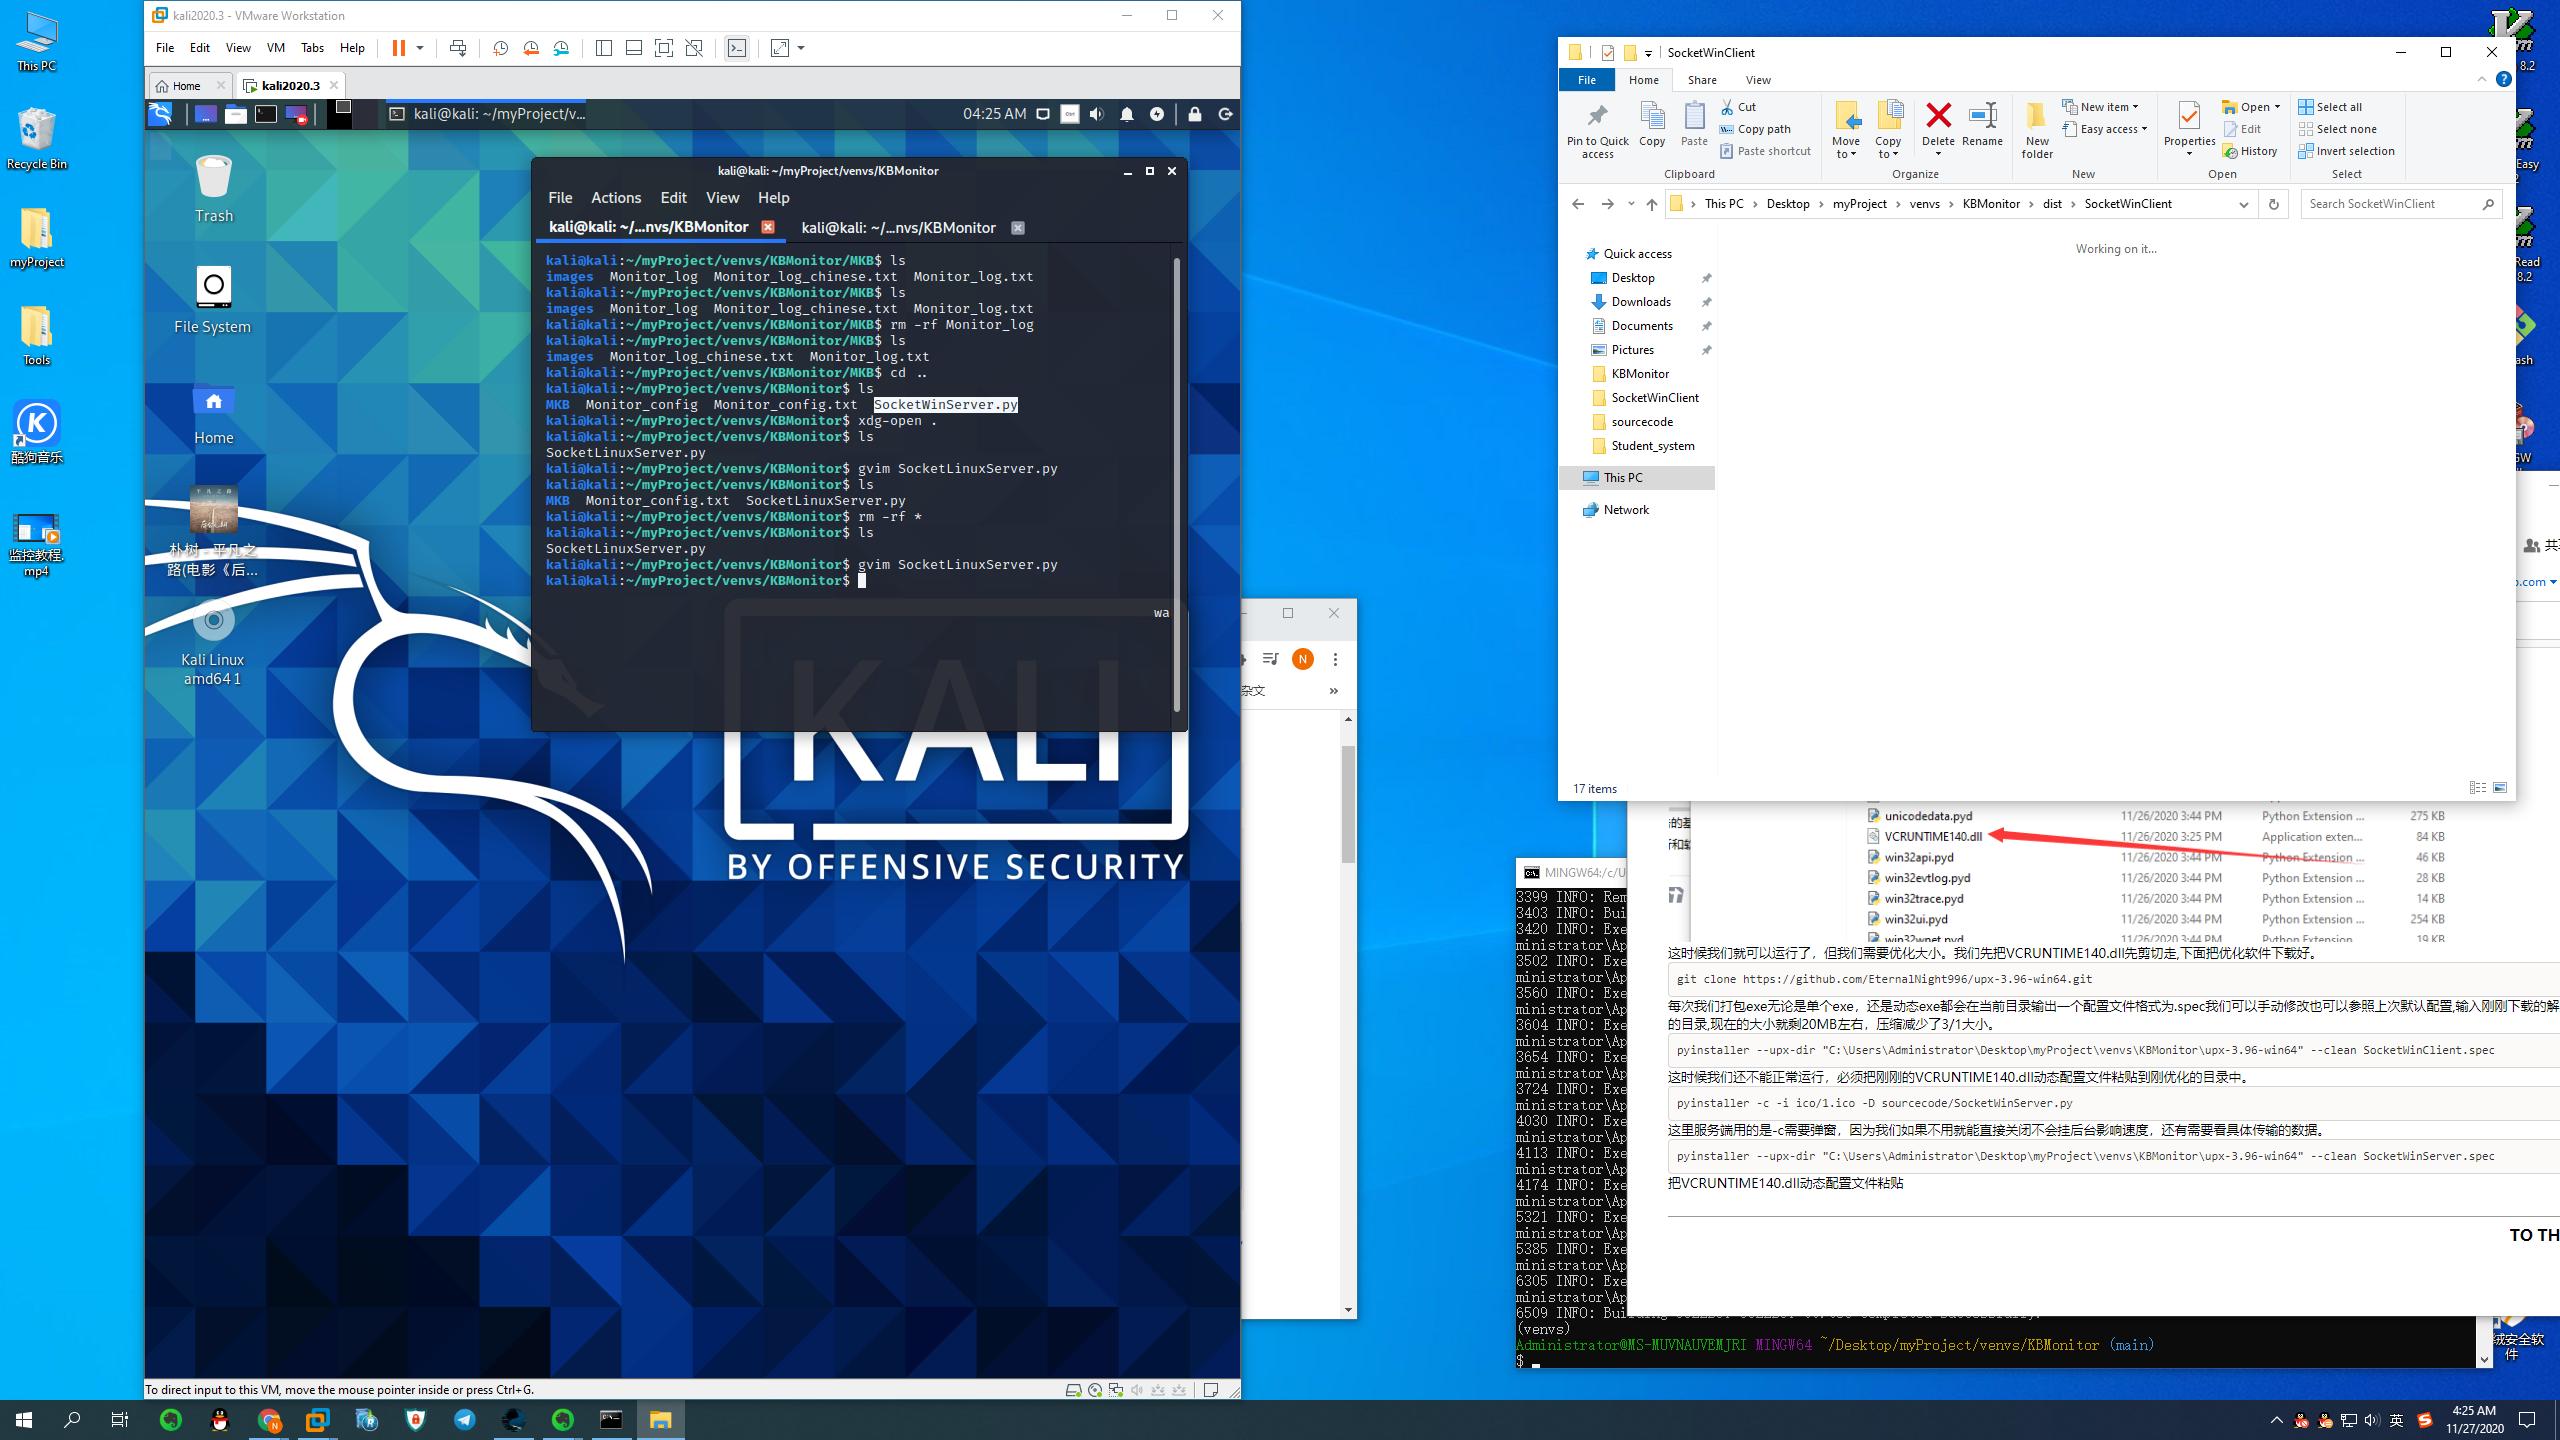 This PC
Recycle Bin
myProject
Tools
酷狗音乐
监控教程.
mp4
kali2020.3 - VMware Workstation
File Edit View VM Tabs Help
Home
kali2020.3
kali@kali: ~/myProject/v...
04:25 AM
Trash
File System
Home
朴树 - 平凡之
路(电影《后...
Kali Linux
amd64 1
kali@kali: ~/myProject/venvs/KBMonitor
File Actions Edit View Help
kali@kali: ~/...nvs/KBMonitor
kali@kali: ~/...nvs/KBMonitor
kali@kali:~/myProject/venvs/KBMonitor/MKB$ ls
images Monitor_log Monitor_log_chinese.txt Monitor_log.txt
kali@kali:~/myProject/venvs/KBMonitor/MKB$ ls
images Monitor_log Monitor_log_chinese.txt Monitor_log.txt
kali@kali:~/myProject/venvs/KBMonitor/MKB$ rm -rf Monitor_log
kali@kali:~/myProject/venvs/KBMonitor/MKB$ ls
images Monitor_log_chinese.txt Monitor_log.txt
kali@kali:~/myProject/venvs/KBMonitor/MKB$ cd ..
kali@kali:~/myProject/venvs/KBMonitor$ ls
MKB Monitor_config Monitor_config.txt SocketWinServer.py
kali@kali:~/myProject/venvs/KBMonitor$ xdg-open .
kali@kali:~/myProject/venvs/KBMonitor$ ls
SocketLinuxServer.py
kali@kali:~/myProject/venvs/KBMonitor$ gvim SocketLinuxServer.py
kali@kali:~/myProject/venvs/KBMonitor$ ls
MKB Monitor_config.txt SocketLinuxServer.py
kali@kali:~/myProject/venvs/KBMonitor$ rm -rf *
kali@kali:~/myProject/venvs/KBMonitor$ ls
SocketLinuxServer.py
kali@kali:~/myProject/venvs/KBMonitor$ gvim SocketLinuxServer.py
kali@kali:~/myProject/venvs/KBMonitor$
wa
KALI
BY OFFENSIVE SECURITY
To direct input to this VM, move the mouse pointer inside or press Ctrl+G.
N
杂文
SocketWinClient
File Home Share View
Pin to Quick
access
Copy
Paste
Cut
Copy path
Paste shortcut
Clipboard
Move
to
Copy
to
Delete
Rename
Organize
New
folder
New item
Easy access
New
Properties
Open
Edit
History
Open
Select all
Select none
Invert selection
Select
This PC > Desktop > myProject > venvs > KBMonitor > dist > SocketWinClient
Search SocketWinClient
Working on it...
Quick access
Desktop
Downloads
Documents
Pictures
KBMonitor
SocketWinClient
sourcecode
Student_system
This PC
Network
17 items
8.2
Easy
Read
8.2
ash
unicodedata.pyd 11/26/2020 3:44 PM Python Extension ... 275 KB
VCRUNTIME140.dll 11/26/2020 3:25 PM Application exten... 84 KB
win32api.pyd 11/26/2020 3:44 PM Python Extension ... 46 KB
win32evtlog.pyd 11/26/2020 3:44 PM Python Extension ... 28 KB
win32trace.pyd 11/26/2020 3:44 PM Python Extension ... 14 KB
win32ui.pyd 11/26/2020 3:44 PM Python Extension ... 254 KB
win32wnet.pyd 11/26/2020 3:44 PM Python Extension ... 19 KB
这时候我们就可以运行了，但我们需要优化大小。我们先把VCRUNTIME140.dll先剪切走,下面把优化软件下载好。
git clone https://github.com/EternalNight996/upx-3.96-win64.git
每次我们打包exe无论是单个exe，还是动态exe都会在当前目录输出一个配置文件格式为.spec我们可以手动修改也可以参照上次默认配置,输入刚刚下载的解
的目录,现在的大小就剩20MB左右，压缩减少了3/1大小。
pyinstaller --upx-dir "C:\Users\Administrator\Desktop\myProject\venvs\KBMonitor\upx-3.96-win64" --clean SocketWinClient.spec
这时候我们还不能正常运行，必须把刚刚的VCRUNTIME140.dll动态配置文件粘贴到刚优化的目录中。
pyinstaller -c -i ico/1.ico -D sourcecode/SocketWinServer.py
这里服务端用的是-c需要弹窗，因为我们如果不用就能直接关闭不会挂后台影响速度，还有需要看具体传输的数据。
pyinstaller --upx-dir "C:\Users\Administrator\Desktop\myProject\venvs\KBMonitor\upx-3.96-win64" --clean SocketWinServer.spec
把VCRUNTIME140.dll动态配置文件粘贴
TO TH
MINGW64:/c/U
3399 INFO: Rem
3403 INFO: Bui
3420 INFO: Exe
ministrator\Ap
3502 INFO: Exe
ministrator\Ap
3560 INFO: Exe
ministrator\Ap
3604 INFO: Exe
ministrator\Ap
3654 INFO: Exe
ministrator\Ap
3724 INFO: Exe
ministrator\Ap
4030 INFO: Exe
ministrator\Ap
4113 INFO: Exe
ministrator\Ap
4174 INFO: Exe
ministrator\Ap
5321 INFO: Exe
ministrator\Ap
5385 INFO: Exe
ministrator\Ap
6305 INFO: Exe
ministrator\Ap
6509 INFO: Bui
(venvs)
Administrator@MS-MUVNAUVEMJRI MINGW64 ~/Desktop/myProject/venvs/KBMonitor (main)
$
绒安全软
件
英
4:25 AM
11/27/2020